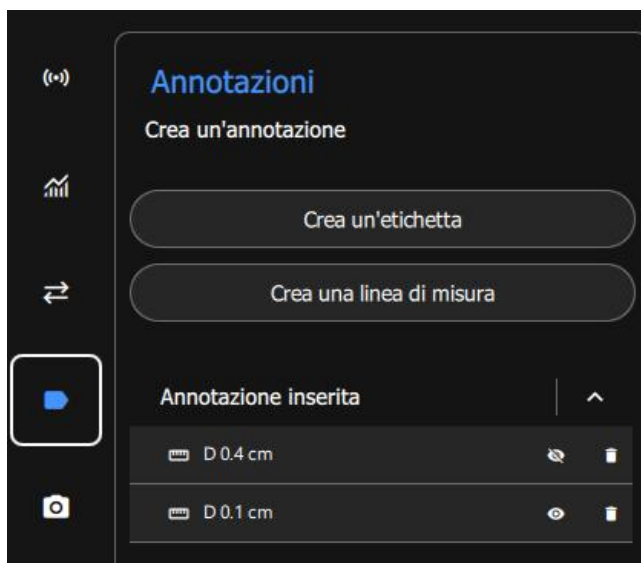 Annotazioni
Crea un'annotazione
Crea un'etichetta
Crea una linea di misura
Annotazione inserita
D 0.4 cm
D 0.1 cm